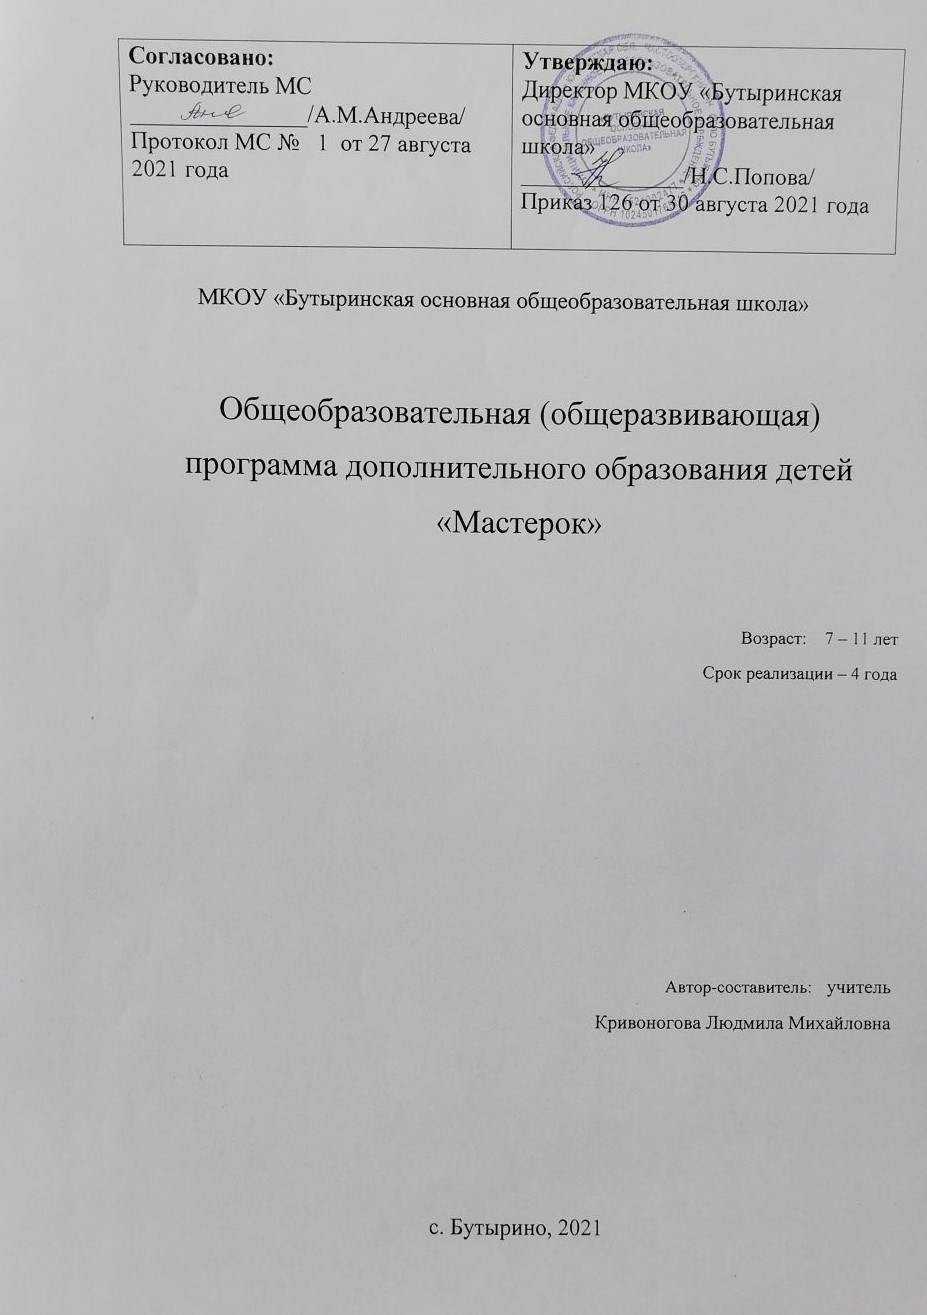 Согласовано:
Руководитель МС
/А.М.Андреева/
Протокол МС № 1 от 27 августа
2021 года
Утверждаю:
Директор МКОУ «Бутыринская
основная общеобразовательная
школа»
/Н.С.Попова/
Приказ 126 от 30 августа 2021 года
МКОУ «Бутыринская основная общеобразовательная школа»
Общеобразовательная (общеразвивающая)
программа дополнительного образования детей
«Мастерок»
Возраст: 7 – 11 лет
Срок реализации – 4 года
Автор-составитель: учитель
Кривоногова Людмила Михайловна
с. Бутырино, 2021